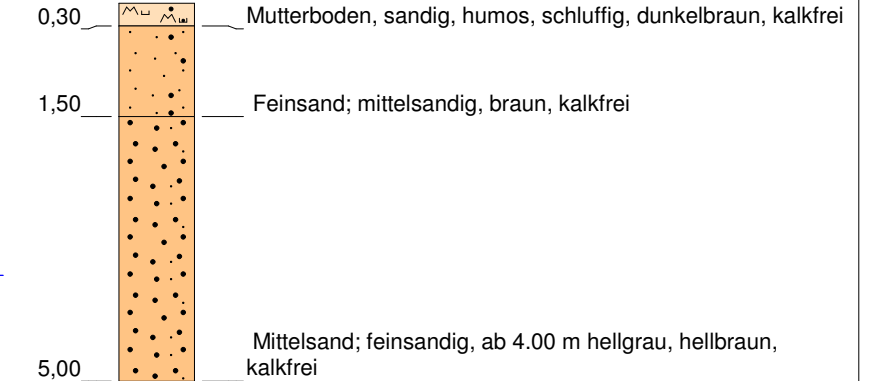 0,30 Mutterboden, sandig, humos, schluffig, dunkelbraun, kalkfrei
1,50 Feinsand; mittelsandig, braun, kalkfrei
Mittelsand; feinsandig, ab 4.00 m hellgrau, hellbraun,
5,00 kalkfrei